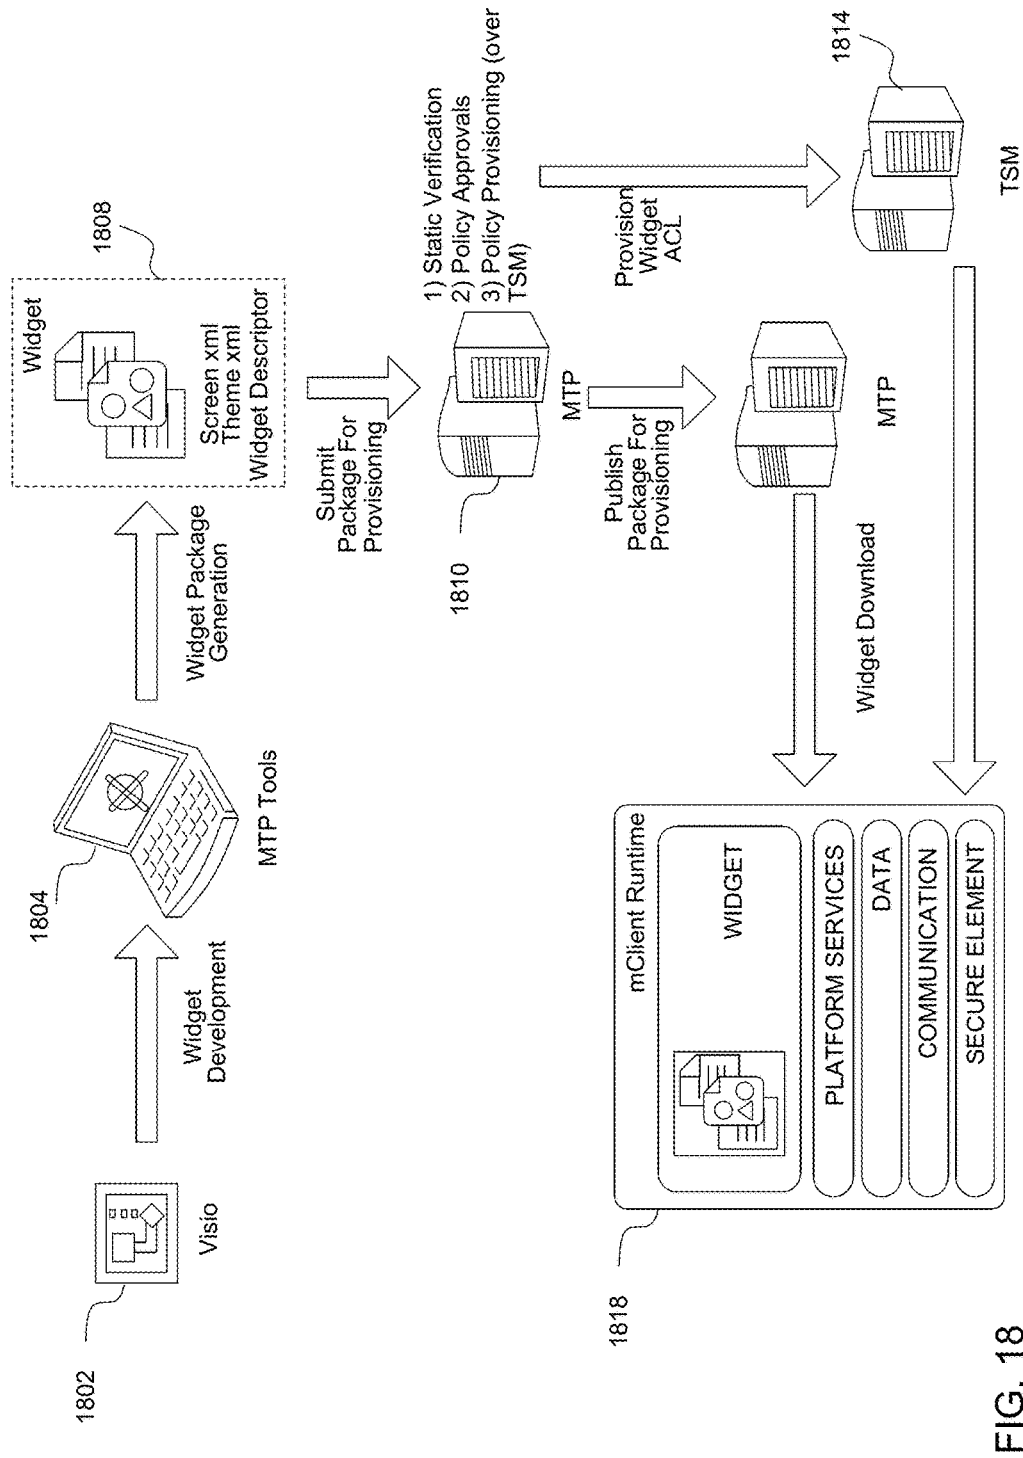 1802
Visio
Widget
Development
1804
MTP Tools
Widget Package
Generation
1808
Widget
Screen xml
Theme xml
Widget Descriptor
Submit
Package For
Provisioning
1810
MTP
1) Static Verification
2) Policy Approvals
3) Policy Provisioning (over
TSM)
Publish
Package For
Provisioning
MTP
Provision
Widget
ACL
1814
TSM
Widget Download
1818
mClient Runtime
WIDGET
PLATFORM SERVICES
DATA
COMMUNICATION
SECURE ELEMENT
FIG. 18